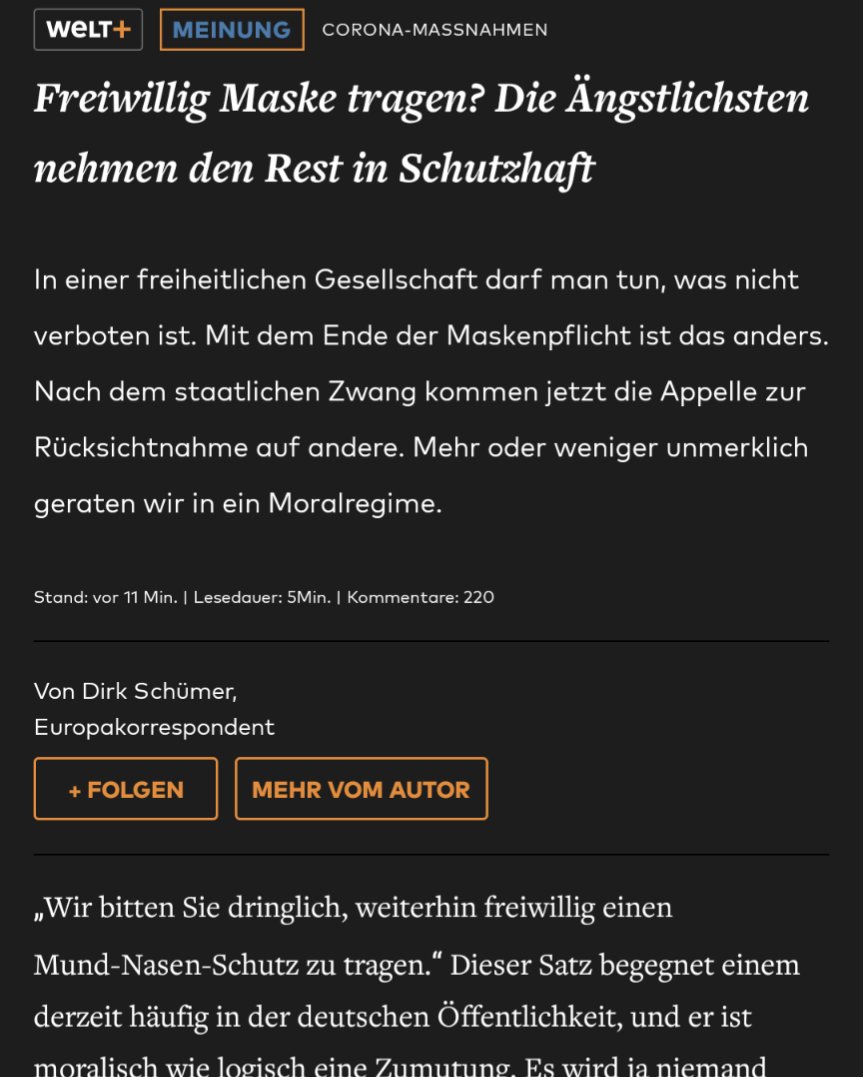 WELT+ MEINUNG CORONA-MASSNAHMEN
Freiwillig Maske tragen? Die Ängstlichsten
nehmen den Rest in Schutzhaft
In einer freiheitlichen Gesellschaft darf man tun, was nicht
verboten ist. Mit dem Ende der Maskenpflicht ist das anders.
Nach dem staatlichen Zwang kommen jetzt die Appelle zur
Rücksichtnahme auf andere. Mehr oder weniger unmerklich
geraten wir in ein Moralregime.
Stand: vor 11 Min. | Lesedauer: 5Min. | Kommentare: 220
Von Dirk Schümer,
Europakorrespondent
+ FOLGEN MEHR VOM AUTOR
„Wir bitten Sie dringlich, weiterhin freiwillig einen
Mund-Nasen-Schutz zu tragen.“ Dieser Satz begegnet einem
derzeit häufig in der deutschen Öffentlichkeit, und er ist
moralisch wie logisch eine Zumutung. Es wird ja niemand